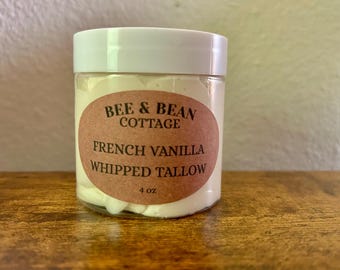 BEE & BEAN
COTTAGE
FRENCH VANILLA
WHIPPED TALLOW
4 oz